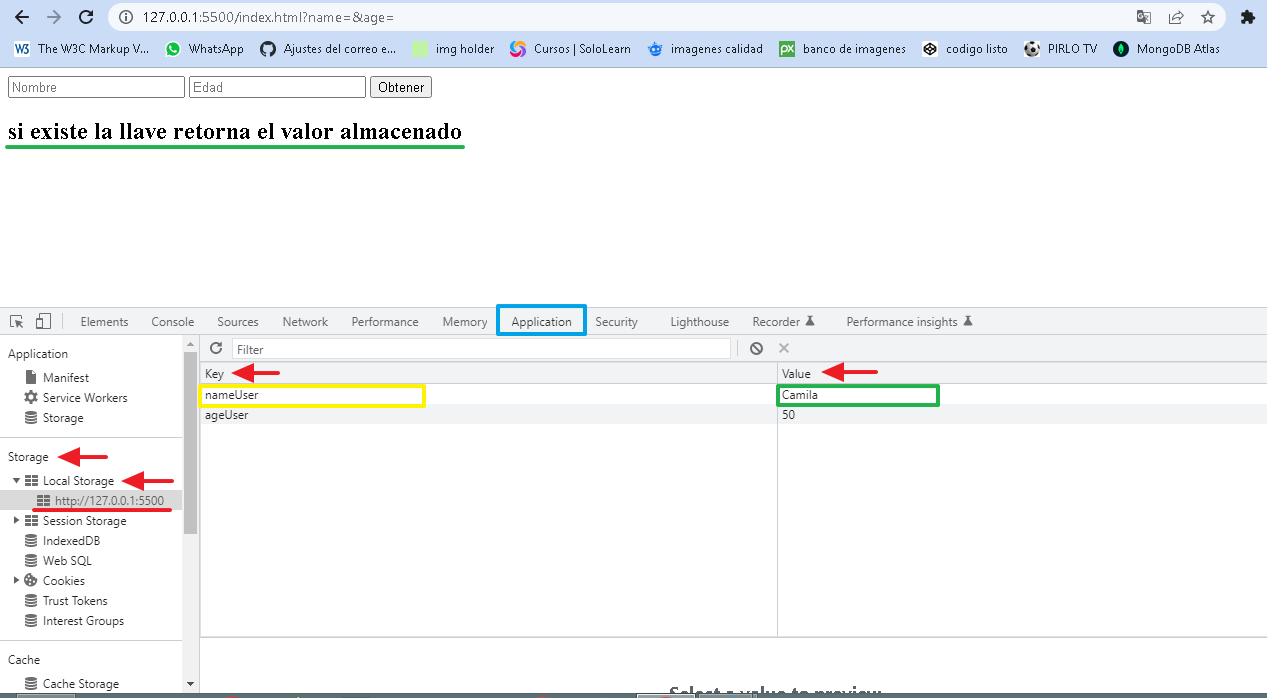 127.0.0.1:5500/index.html?name=&age=
The W3C Markup V... WhatsApp Ajustes del correo e... img holder Cursos | SoloLearn imagenes calidad banco de imagenes codigo listo PIRLO TV MongoDB Atlas
Nombre Edad Obtener
si existe la llave retorna el valor almacenado
Elements Console Sources Network Performance Memory Application Security Lighthouse Recorder Performance insights
Application
Manifest
Service Workers
Storage
Storage
Local Storage
http://127.0.0.1:5500
Session Storage
IndexedDB
Web SQL
Cookies
Trust Tokens
Interest Groups
Cache
Cache Storage
Filter
Key Value
nameUser Camila
ageUser 50
Select a value to preview